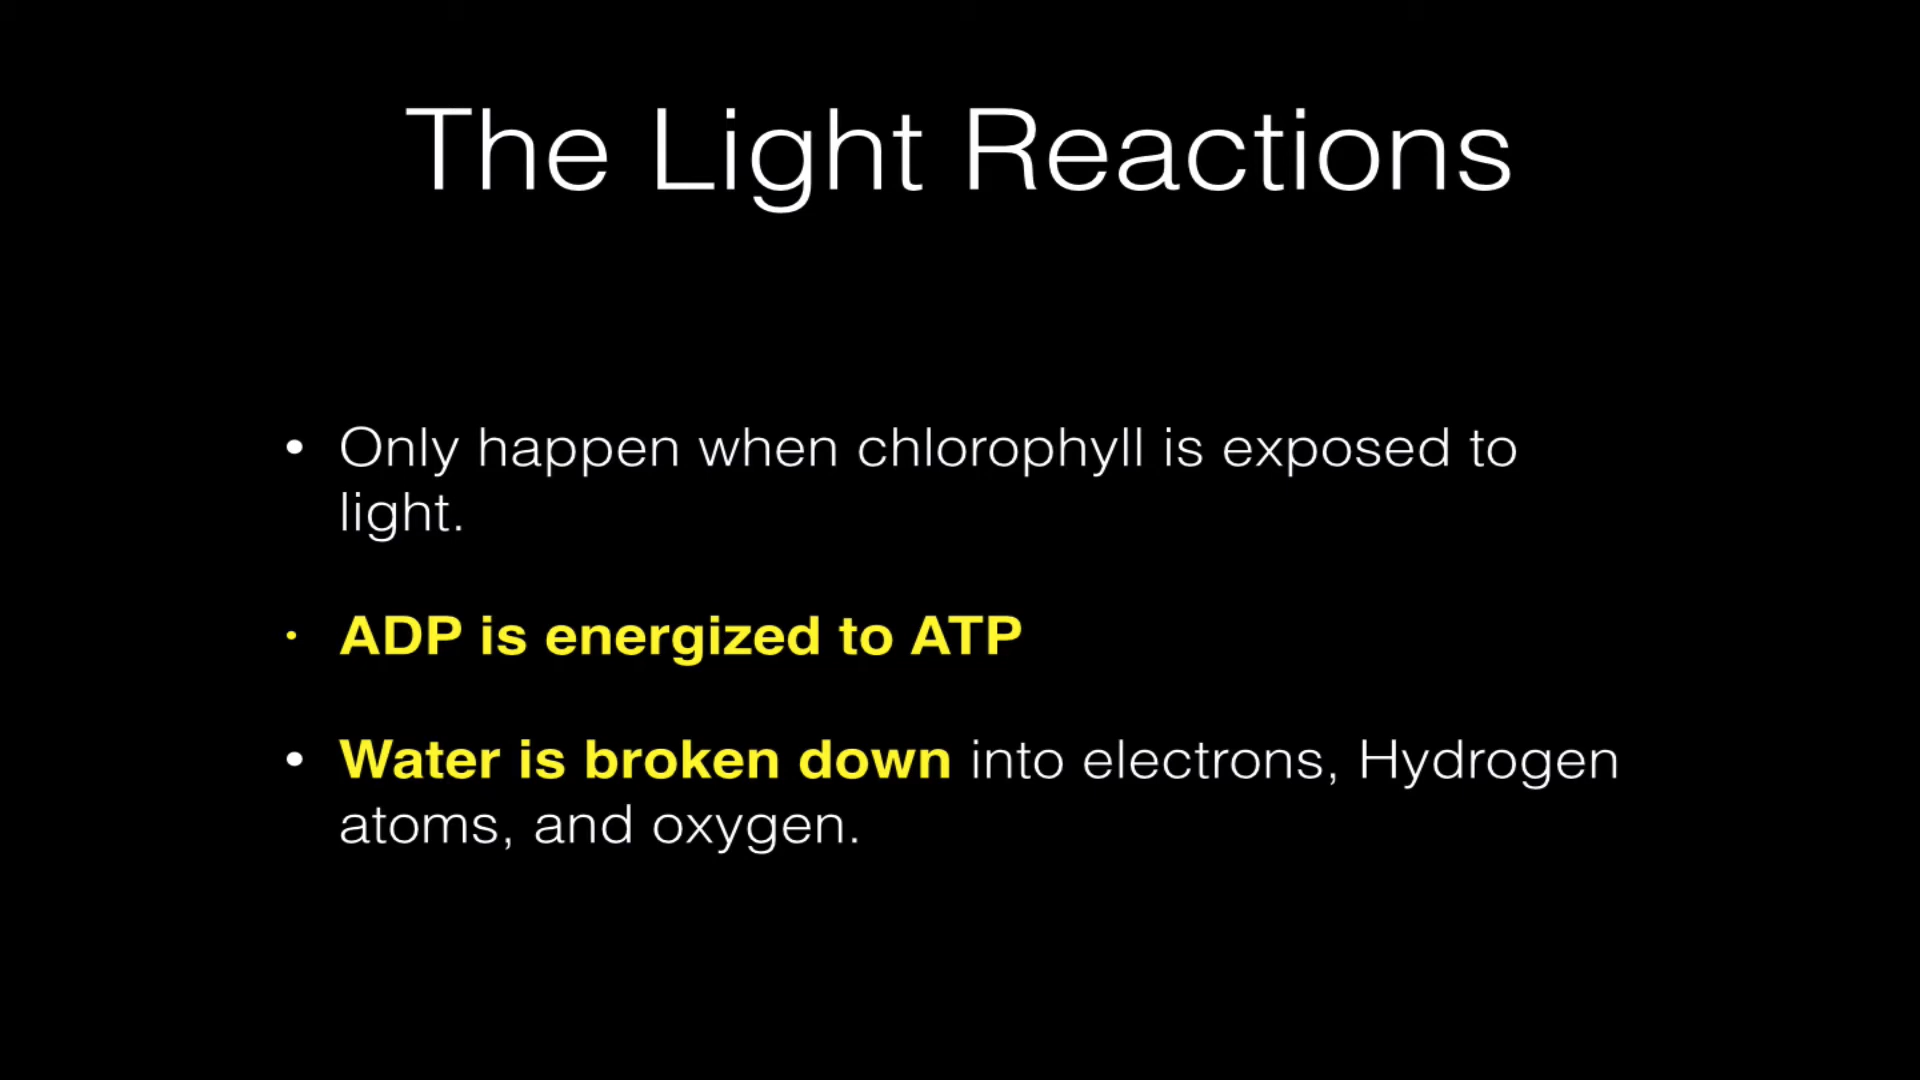 The Light Reactions
• Only happen when chlorophyll is exposed to
light.
• ADP is energized to ATP
• Water is broken down into electrons, Hydrogen
atoms, and oxygen.